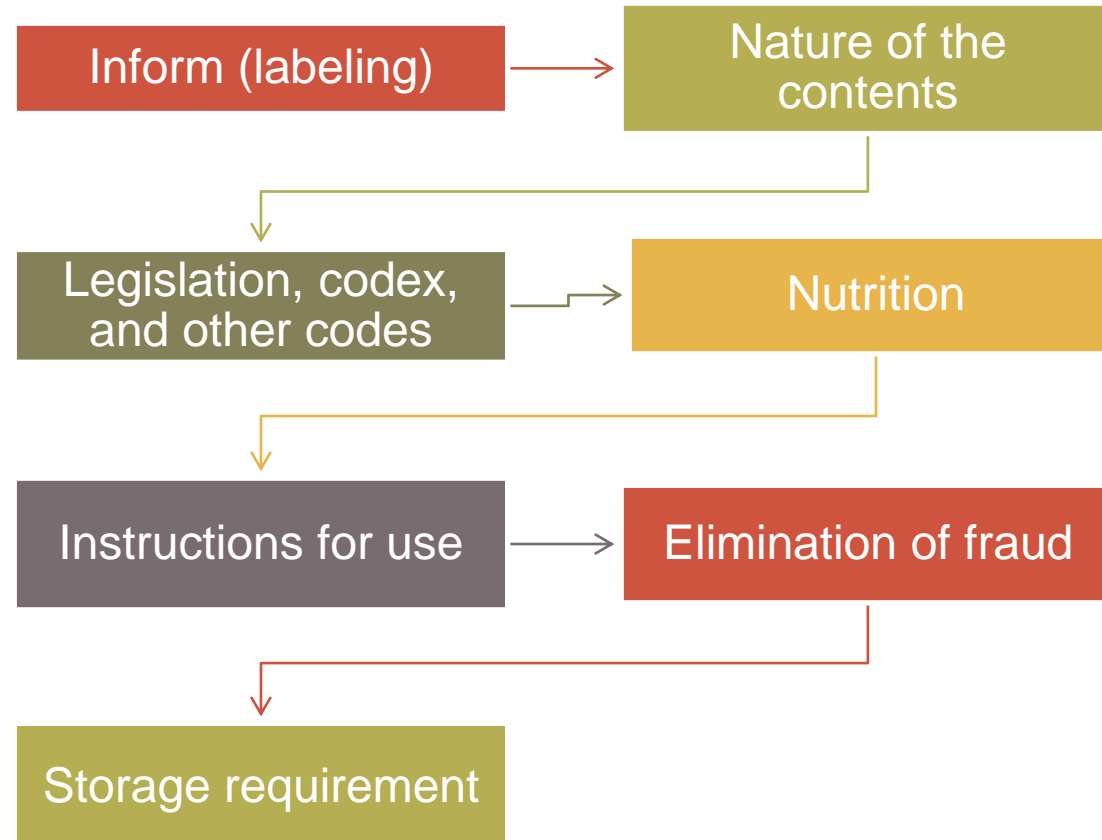 Inform (labeling)
Nature of the
contents
Legislation, codex,
and other codes
Nutrition
Instructions for use
Elimination of fraud
Storage requirement